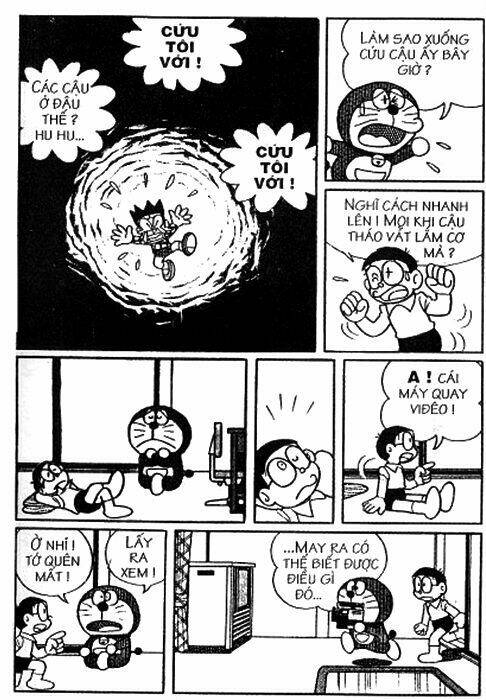 CỨU
TÔI
VỚI !
CÁC CẬU
Ở ĐÂU
THẾ ?
HU HU...
CỨU
TÔI
VỚI !
LÀM SAO XUỐNG
CỨU CẬU ẤY BÂY
GIỜ ?
NGHĨ CÁCH NHANH
LÊN ! MỌI KHI CẬU
THÁO VÁT LẮM CƠ
MÀ ?
A ! CÁI
MÁY QUAY
VIĐÊO !
Ờ NHỈ !
TỚ QUÊN
MẤT !
LẤY
RA
XEM !
...MAY RA CÓ
THỂ BIẾT ĐƯỢC
ĐIỀU GÌ
ĐÓ...